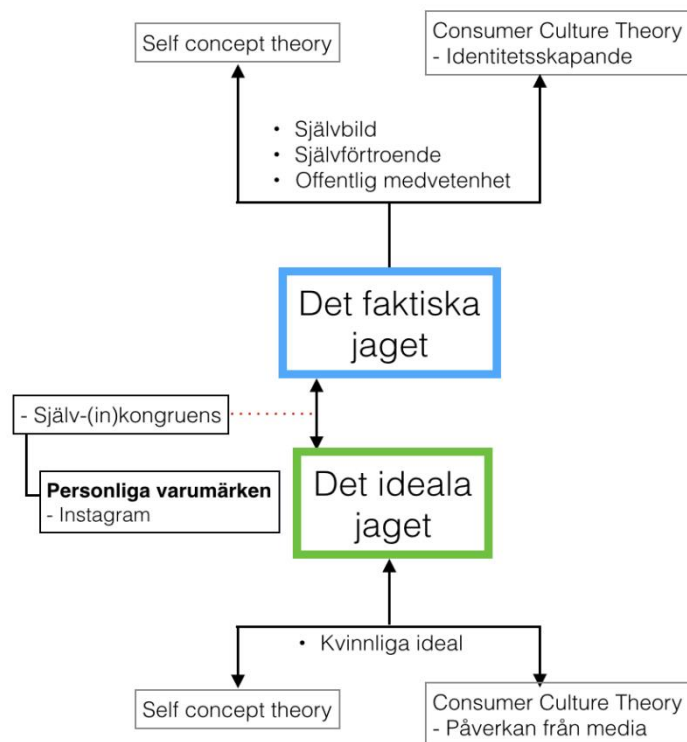 Self concept theory
Consumer Culture Theory
- Identitetsskapande
• Självbild
• Självförtroende
• Offentlig medvetenhet
Det faktiska
jaget
- Själv-(in)kongruens
Personliga varumärken
- Instagram
Det ideala
jaget
• Kvinnliga ideal
Self concept theory
Consumer Culture Theory
- Påverkan från media